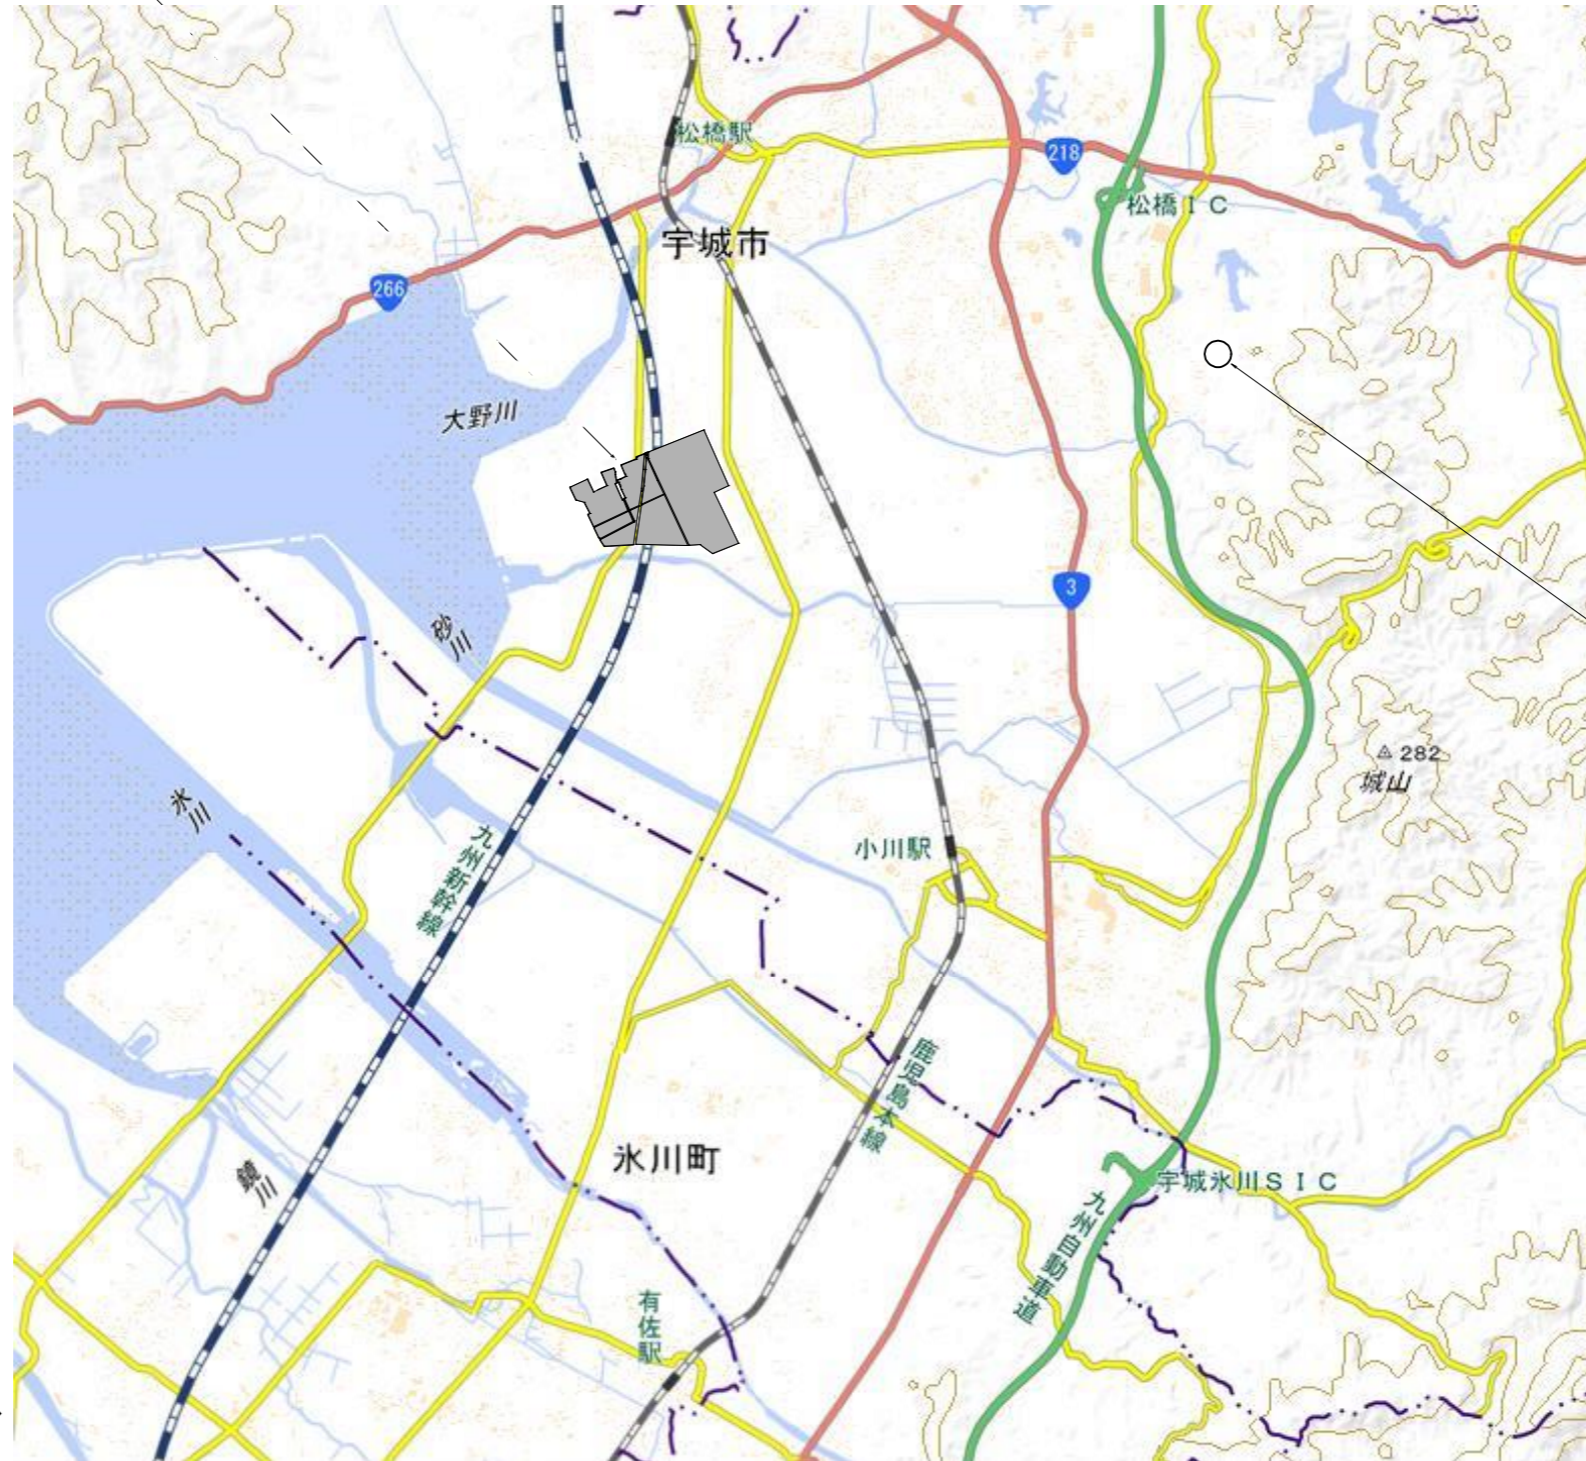 松橋駅
218
松橋ＩＣ
宇城市
266
大野川
3
砂川
282
城山
氷川
九州新幹線
小川駅
鹿児島本線
氷川町
鏡川
宇城氷川ＳＩＣ
九州自動車道
有佐駅